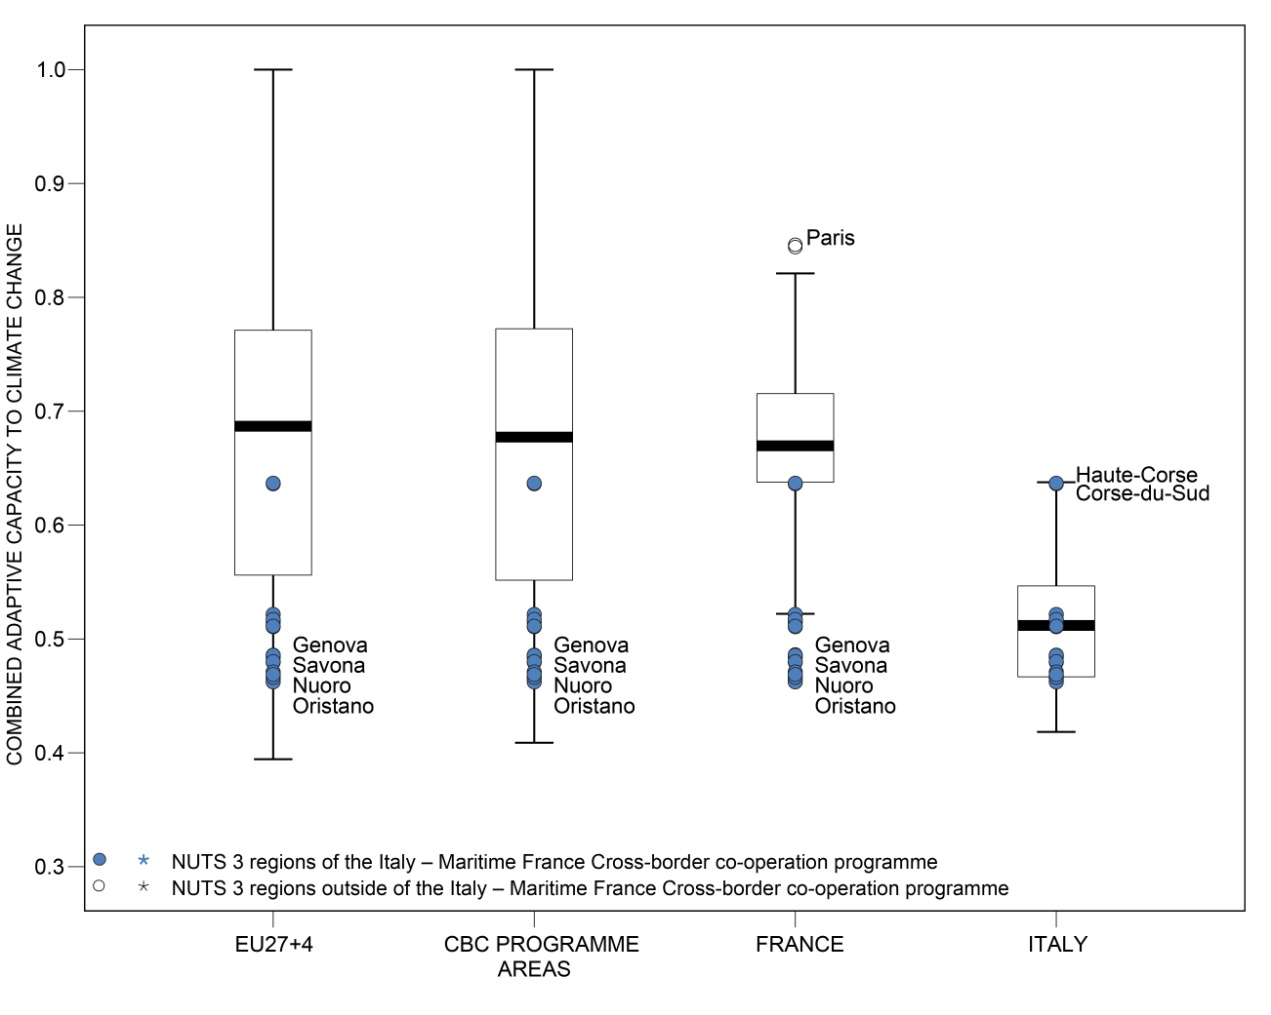 COMBINED ADAPTIVE CAPACITY TO CLIMATE CHANGE
1.0
0.9
0.8
0.7
0.6
0.5
0.4
0.3
Paris
Haute-Corse
Corse-du-Sud
Genova
Savona
Nuoro
Oristano
Genova
Savona
Nuoro
Oristano
Genova
Savona
Nuoro
Oristano
* NUTS 3 regions of the Italy – Maritime France Cross-border co-operation programme
* NUTS 3 regions outside of the Italy – Maritime France Cross-border co-operation programme
EU27+4
CBC PROGRAMME
AREAS
FRANCE
ITALY